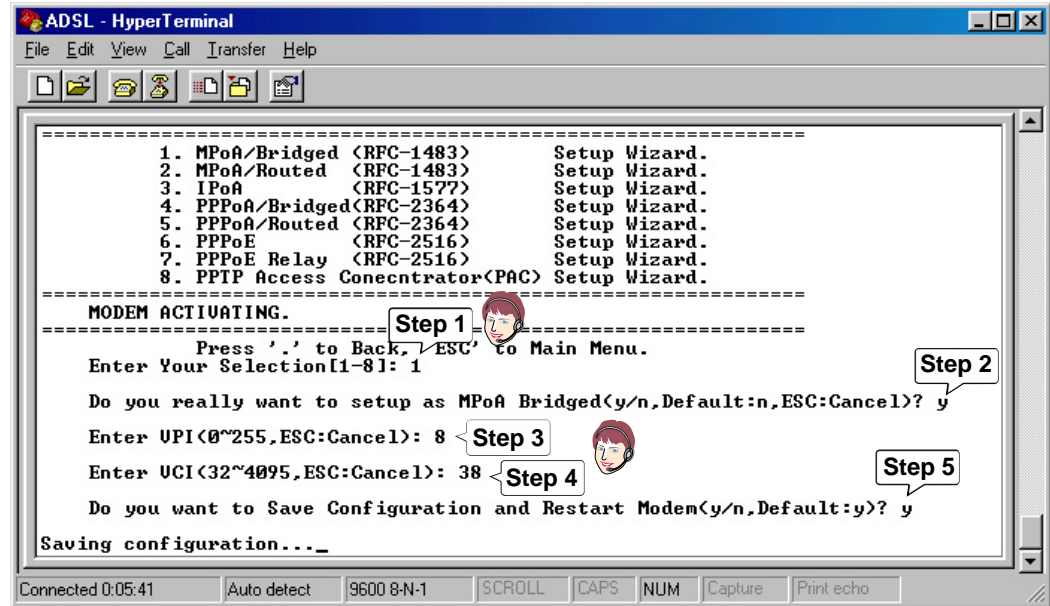 ADSL - HyperTerminal
File Edit View Call Transfer Help
===============================================================
1. MPoA/Bridged (RFC-1483) Setup Wizard.
2. MPoA/Routed (RFC-1483) Setup Wizard.
3. IPoA (RFC-1577) Setup Wizard.
4. PPPoA/Bridged(RFC-2364) Setup Wizard.
5. PPPoA/Routed (RFC-2364) Setup Wizard.
6. PPPoE (RFC-2516) Setup Wizard.
7. PPPoE Relay (RFC-2516) Setup Wizard.
8. PPTP Access Conecntrator(PAC) Setup Wizard.
===============================================================
MODEM ACTIVATING.
Step 1
===============================================================
Press '.' to Back, 'ESC' to Main Menu.
Enter Your Selection[1-8]: 1
Step 2
Do you really want to setup as MPoA Bridged(y/n,Default:n,ESC:Cancel)? y
Enter VPI(0~255,ESC:Cancel): 8 Step 3
Enter VCI(32~4095,ESC:Cancel): 38 Step 4
Step 5
Do you want to Save Configuration and Restart Modem(y/n,Default:y)? y
Saving configuration..._
Connected 0:05:41 Auto detect 9600 8-N-1 SCROLL CAPS NUM Capture Print echo